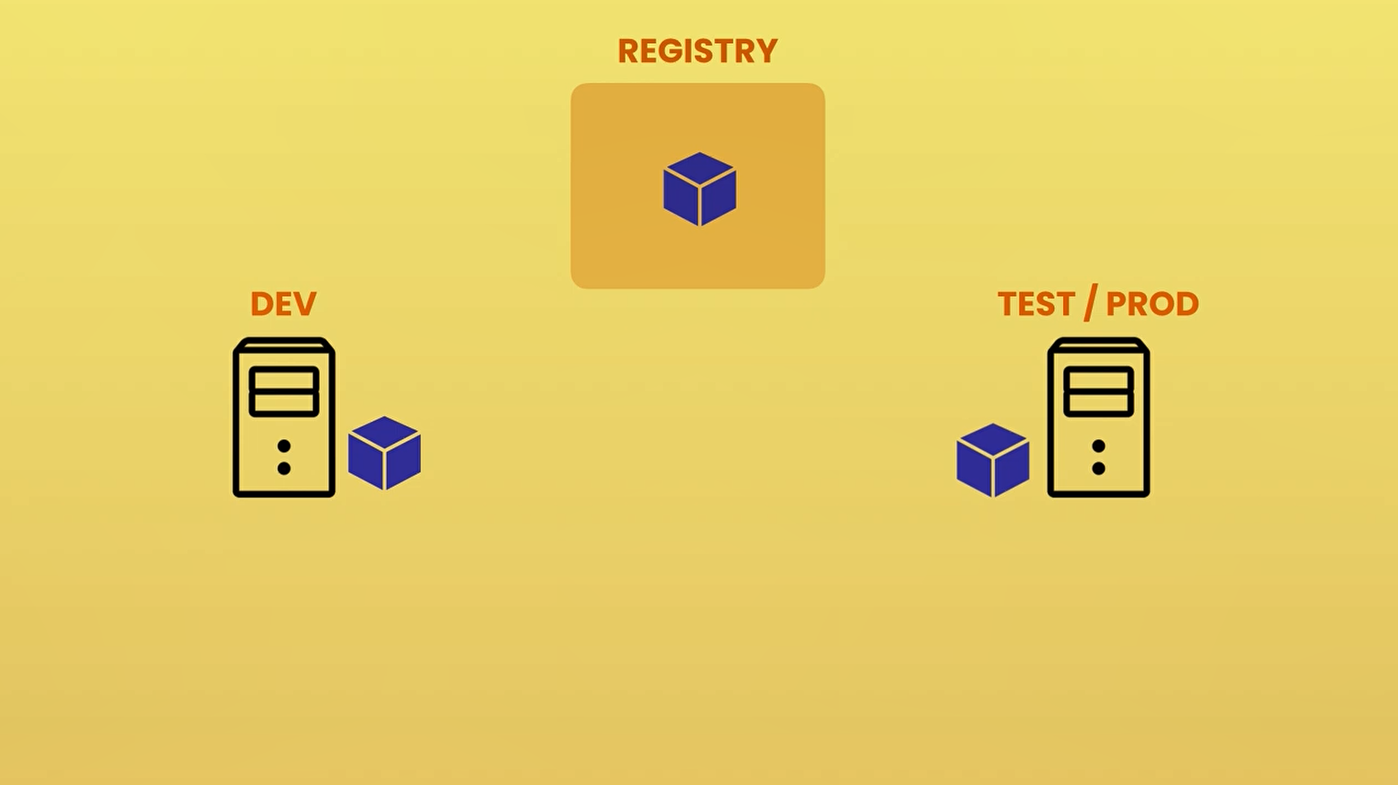 REGISTRY
DEV
TEST / PROD